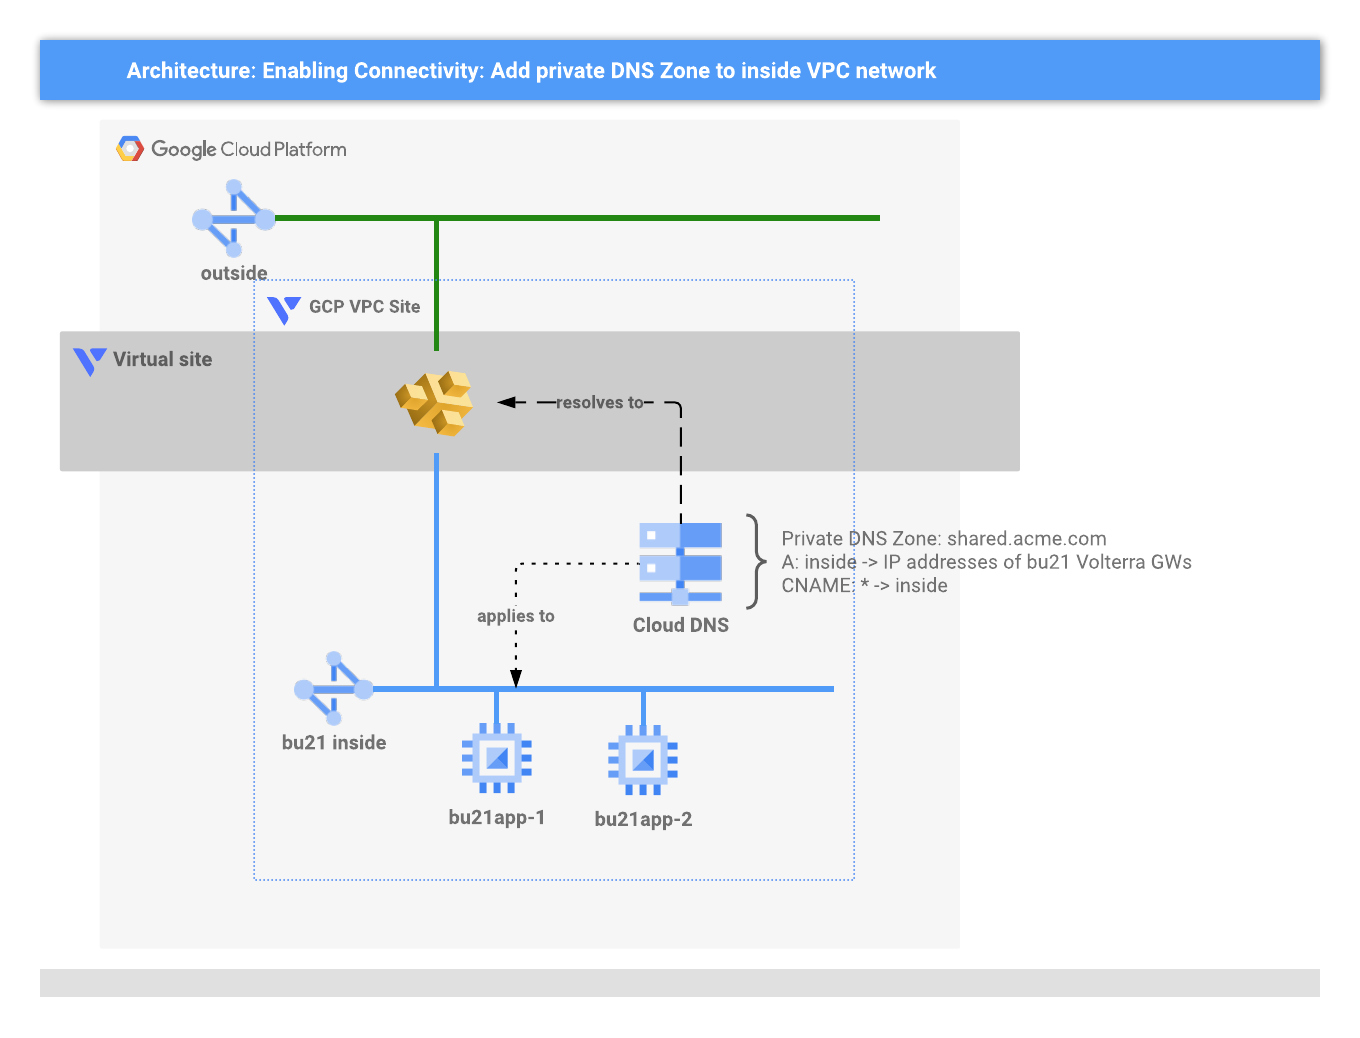 Architecture: Enabling Connectivity: Add private DNS Zone to inside VPC network
Google Cloud Platform
outside
GCP VPC Site
Virtual site
resolves to
Private DNS Zone: shared.acme.com
A: inside -> IP addresses of bu21 Volterra GWs
CNAME: * -> inside
applies to
Cloud DNS
bu21 inside
bu21app-1
bu21app-2